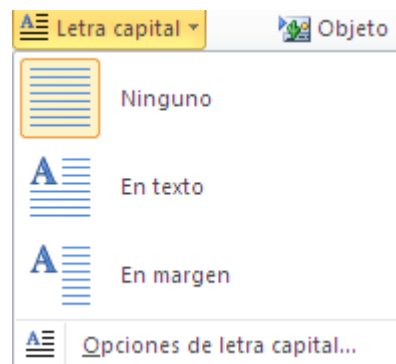 Letra capital Objeto
Ninguno
En texto
En margen
Opciones de letra capital...